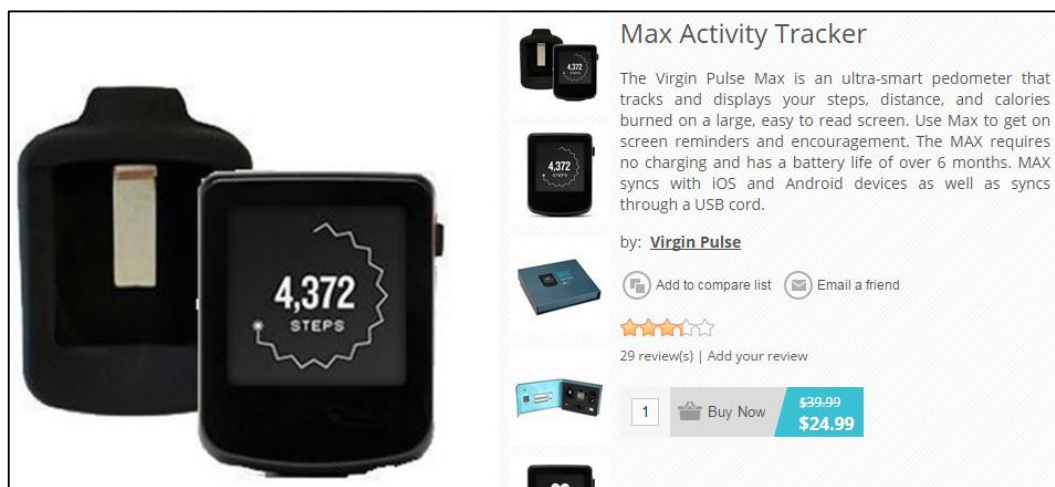 4,372
STEPS
4,372
4,372
Max Activity Tracker
The Virgin Pulse Max is an ultra-smart pedometer that
tracks and displays your steps, distance, and calories
burned on a large, easy to read screen. Use Max to get on
screen reminders and encouragement. The MAX requires
no charging and has a battery life of over 6 months. MAX
syncs with iOS and Android devices as well as syncs
through a USB cord.
by: Virgin Pulse
Add to compare list Email a friend
29 review(s) | Add your review
1 Buy Now $39.99
$24.99